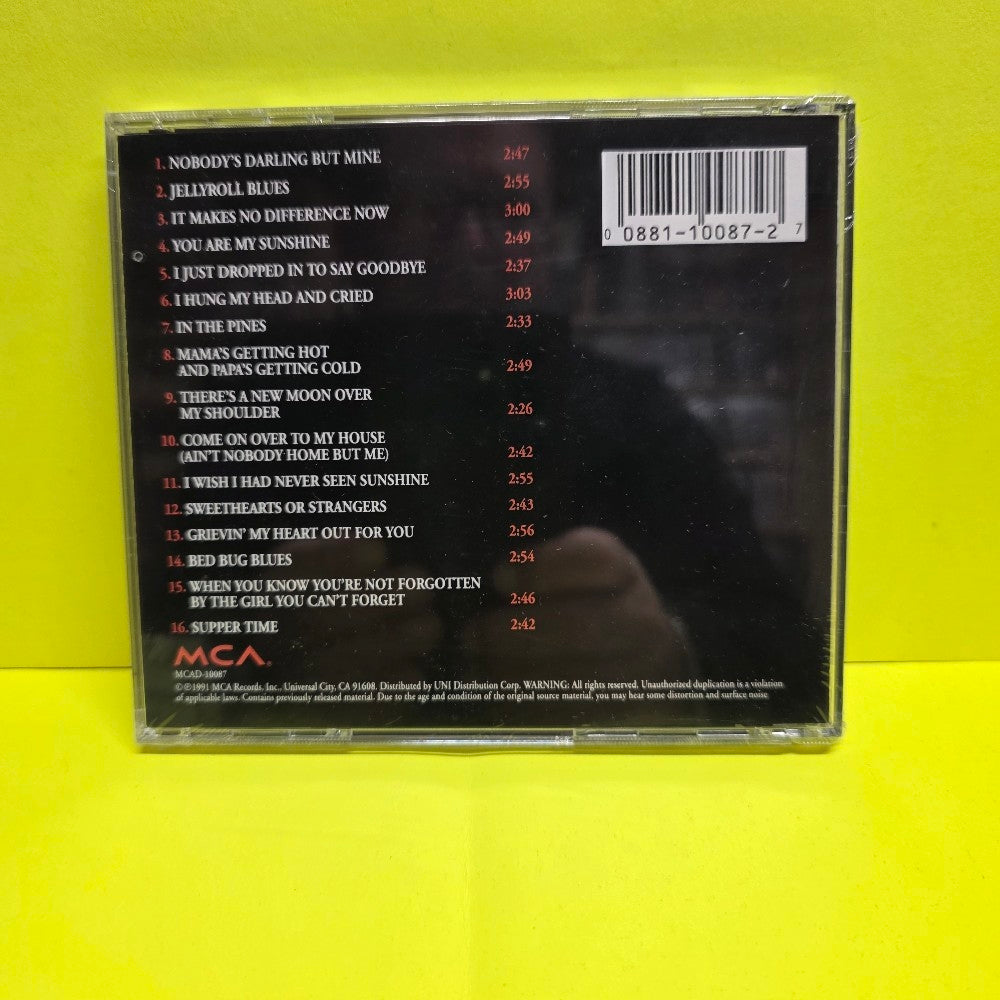 1. NOBODY'S DARLING BUT MINE 2:47
2. JELLYROLL BLUES 2:55
3. IT MAKES NO DIFFERENCE NOW 3:00
4. YOU ARE MY SUNSHINE 2:49
5. I JUST DROPPED IN TO SAY GOODBYE 2:37
6. I HUNG MY HEAD AND CRIED 3:03
7. IN THE PINES 2:33
8. MAMA'S GETTING HOT
AND PAPA'S GETTING COLD 2:49
9. THERE'S A NEW MOON OVER
MY SHOULDER 2:26
10. COME ON OVER TO MY HOUSE
(AIN'T NOBODY HOME BUT ME) 2:42
11. I WISH I HAD NEVER SEEN SUNSHINE 2:55
12. SWEETHEARTS OR STRANGERS 2:43
13. GRIEVIN' MY HEART OUT FOR YOU 2:56
14. BED BUG BLUES 2:54
15. WHEN YOU KNOW YOU'RE NOT FORGOTTEN
BY THE GIRL YOU CAN'T FORGET 2:46
16. SUPPER TIME 2:42
0 0881-10087-2 7
MCA®
MCAD-10087
© ℗1991 MCA Records, Inc., Universal City, CA 91608. Distributed by UNI Distribution Corp. WARNING: All rights reserved. Unauthorized duplication is a violation
of applicable laws. Contains previously released material. Due to the age and condition of the original source material, you may hear some distortion and surface noise